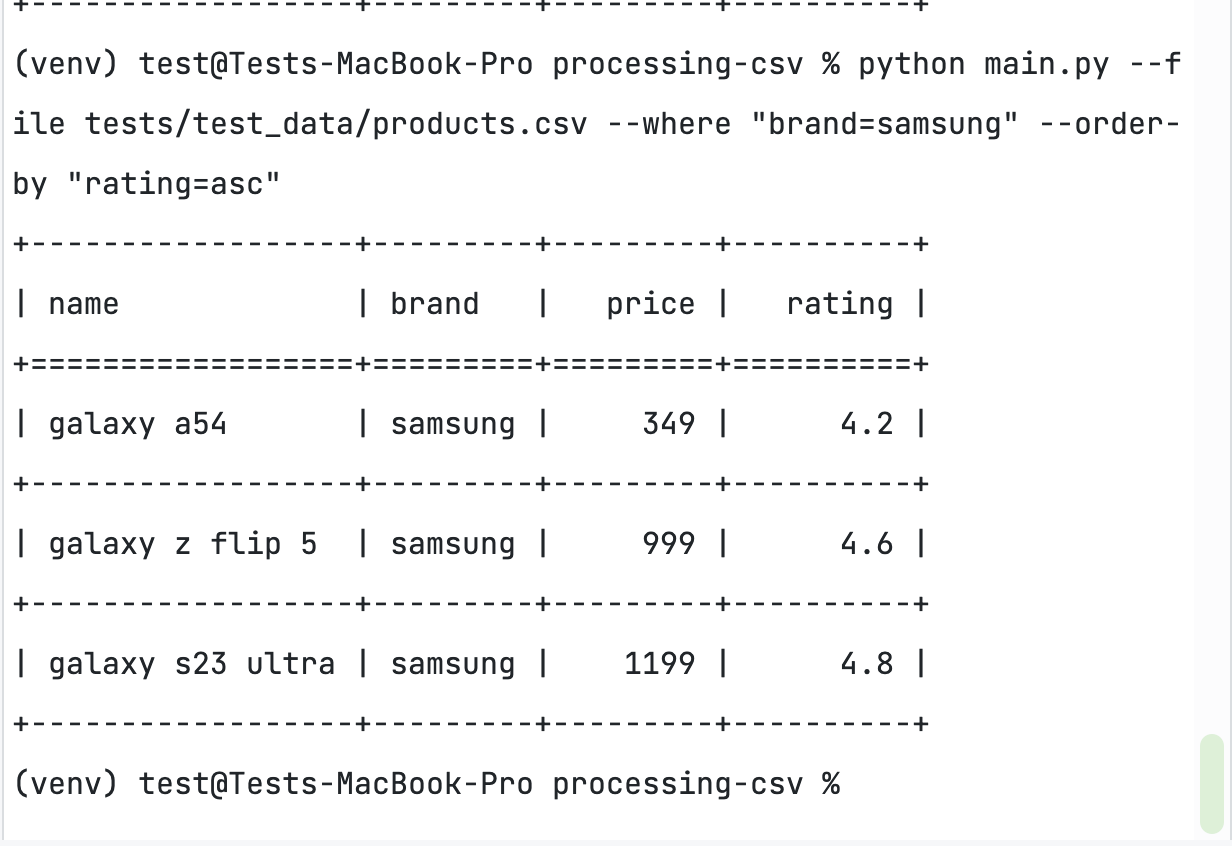 +------------------+---------+---------+----------+
(venv) test@Tests-MacBook-Pro processing-csv % python main.py --f
ile tests/test_data/products.csv --where "brand=samsung" --order-
by "rating=asc"
+------------------+---------+---------+----------+
| name             | brand   |   price |   rating |
+==================+=========+=========+==========+
| galaxy a54       | samsung |     349 |      4.2 |
+------------------+---------+---------+----------+
| galaxy z flip 5  | samsung |     999 |      4.6 |
+------------------+---------+---------+----------+
| galaxy s23 ultra | samsung |    1199 |      4.8 |
+------------------+---------+---------+----------+
(venv) test@Tests-MacBook-Pro processing-csv %